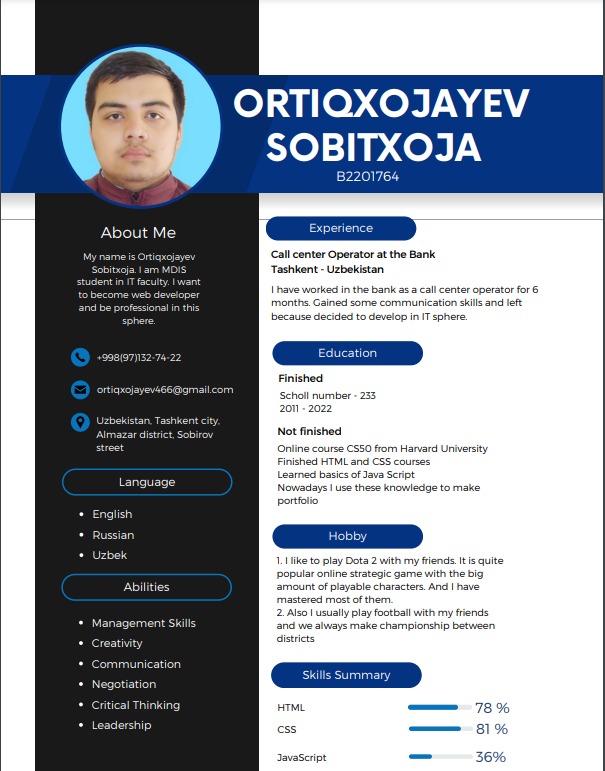 ORTIQXOJAYEV
SOBITXOJA
B2201764
About Me
My name is Ortiqxojayev
Sobitxoja. I am MDIS
student in IT faculty. I want
to become web developer
and be professional in this
sphere.
+998(97)132-74-22
ortiqxojayev466@gmail.com
Uzbekistan, Tashkent city,
Almazar district, Sobirov
street
Language
English
Russian
Uzbek
Abilities
Management Skills
Creativity
Communication
Negotiation
Critical Thinking
Leadership
Experience
Call center Operator at the Bank
Tashkent - Uzbekistan
I have worked in the bank as a call center operator for 6
months. Gained some communication skills and left
because decided to develop in IT sphere.
Education
Finished
Scholl number - 233
2011 - 2022
Not finished
Online course CS50 from Harvard University
Finished HTML and CSS courses
Learned basics of Java Script
Nowadays I use these knowledge to make
portfolio
Hobby
1. I like to play Dota 2 with my friends. It is quite
popular online strategic game with the big
amount of playable characters. And I have
mastered most of them.
2. Also I usually play football with my friends
and we always make championship between
districts
Skills Summary
HTML 78 %
CSS 81 %
JavaScript 36%